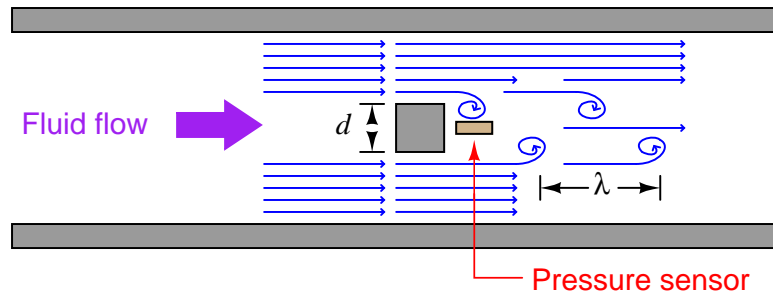 Fluid flow
d
λ
Pressure sensor